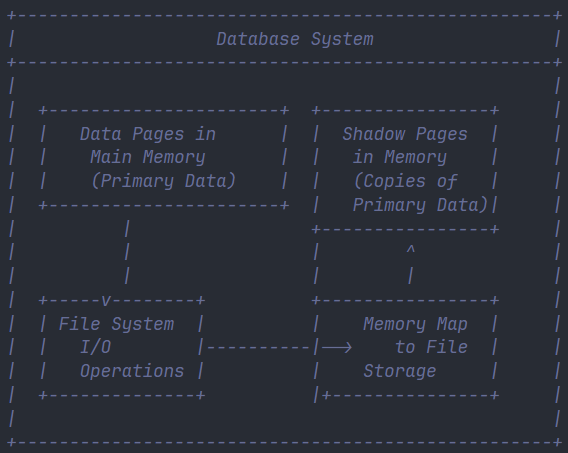 +---------------------------------------------------+
|                   Database System                 |
+---------------------------------------------------+
|                                                   |
|  +----------------------+  +----------------+     |
|  |   Data Pages in      |  |  Shadow Pages  |     |
|  |    Main Memory       |  |   in Memory    |     |
|  |    (Primary Data)    |  |   (Copies of   |     |
|  +----------------------+  |   Primary Data)|     |
|          |                 +----------------+     |
|          |                 |        ^             |
|          |                 |        |             |
|  +-----v--------+          +----------------+     |
|  | File System  |          |    Memory Map  |     |
|  |   I/O        |----------|-->    to File  |     |
|  |   Operations |          |    Storage     |     |
|  +--------------+          |+---------------+     |
|                                                   |
+---------------------------------------------------+